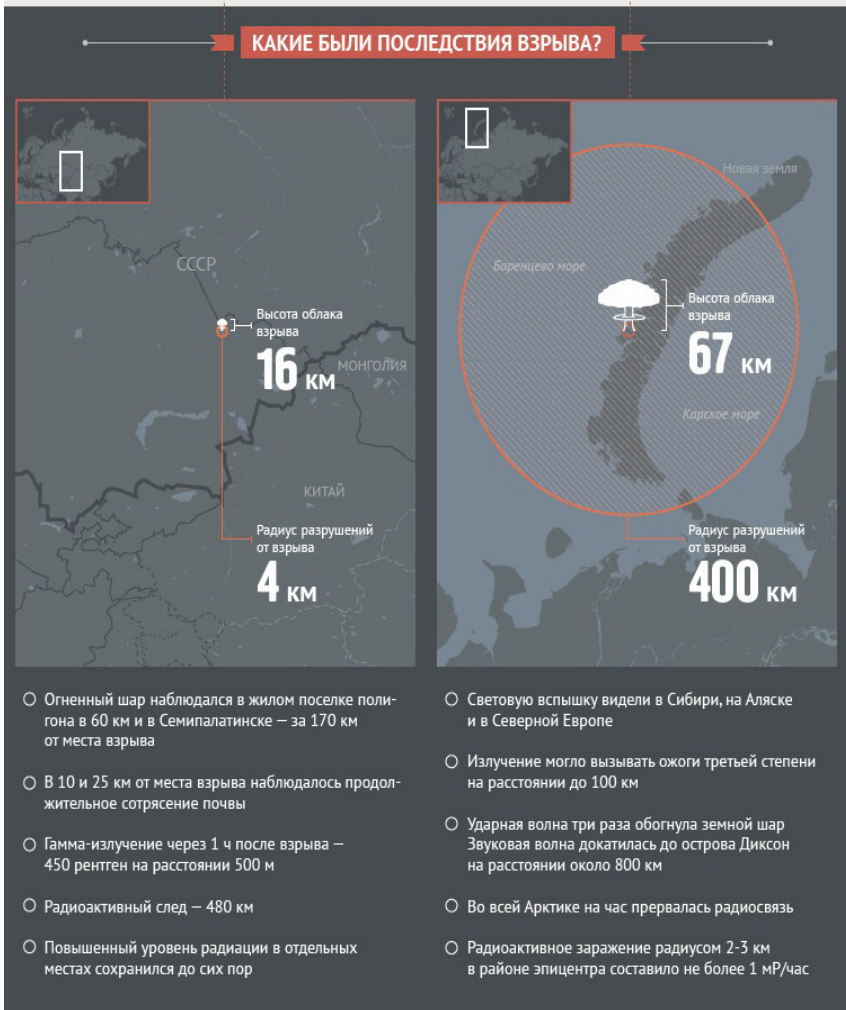 КАКИЕ БЫЛИ ПОСЛЕДСТВИЯ ВЗРЫВА?
СССР
Высота облака
взрыва
16 км
МОНГОЛИЯ
КИТАЙ
Радиус разрушений
от взрыва
4 км
Огненный шар наблюдался в жилом поселке поли-
гона в 60 км и в Семипалатинске – за 170 км
от места взрыва
В 10 и 25 км от места взрыва наблюдалось продол-
жительное сотрясение почвы
Гамма-излучение через 1 ч после взрыва –
450 рентген на расстоянии 500 м
Радиоактивный след – 480 км
Повышенный уровень радиации в отдельных
местах сохранился до сих пор
Новая земля
Баренцево море
Высота облака
взрыва
67 км
Карское море
Радиус разрушений
от взрыва
400 км
Световую вспышку видели в Сибири, на Аляске
и в Северной Европе
Излучение могло вызывать ожоги третьей степени
на расстоянии до 100 км
Ударная волна три раза обогнула земной шар
Звуковая волна докатилась до острова Диксон
на расстоянии около 800 км
Во всей Арктике на час прервалась радиосвязь
Радиоактивное заражение радиусом 2-3 км
в районе эпицентра составило не более 1 мР/час